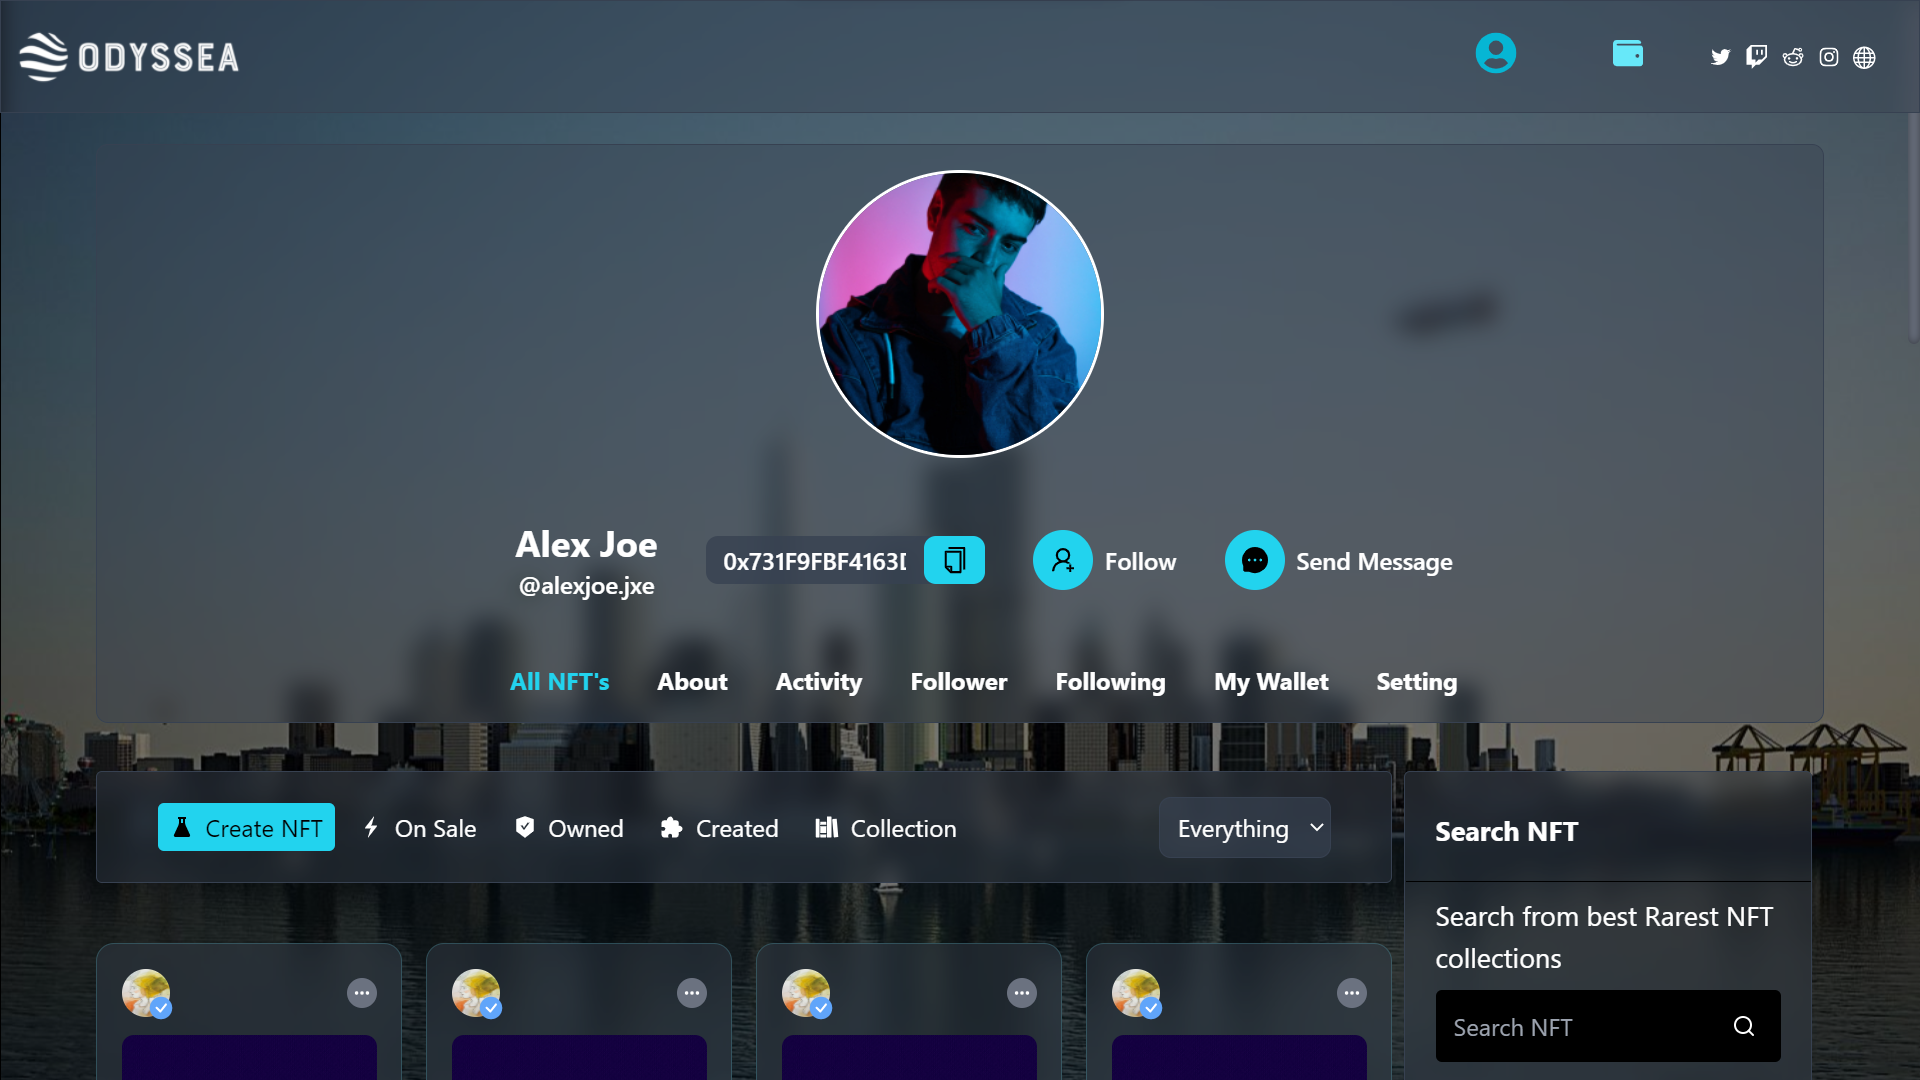 ODYSSEA
Alex Joe
@alexjoe.jxe
0x731F9FBF4163
Follow
Send Message
All NFT's About Activity Follower Following My Wallet Setting
Create NFT On Sale Owned Created Collection Everything
Search NFT
Search from best Rarest NFT
collections
Search NFT